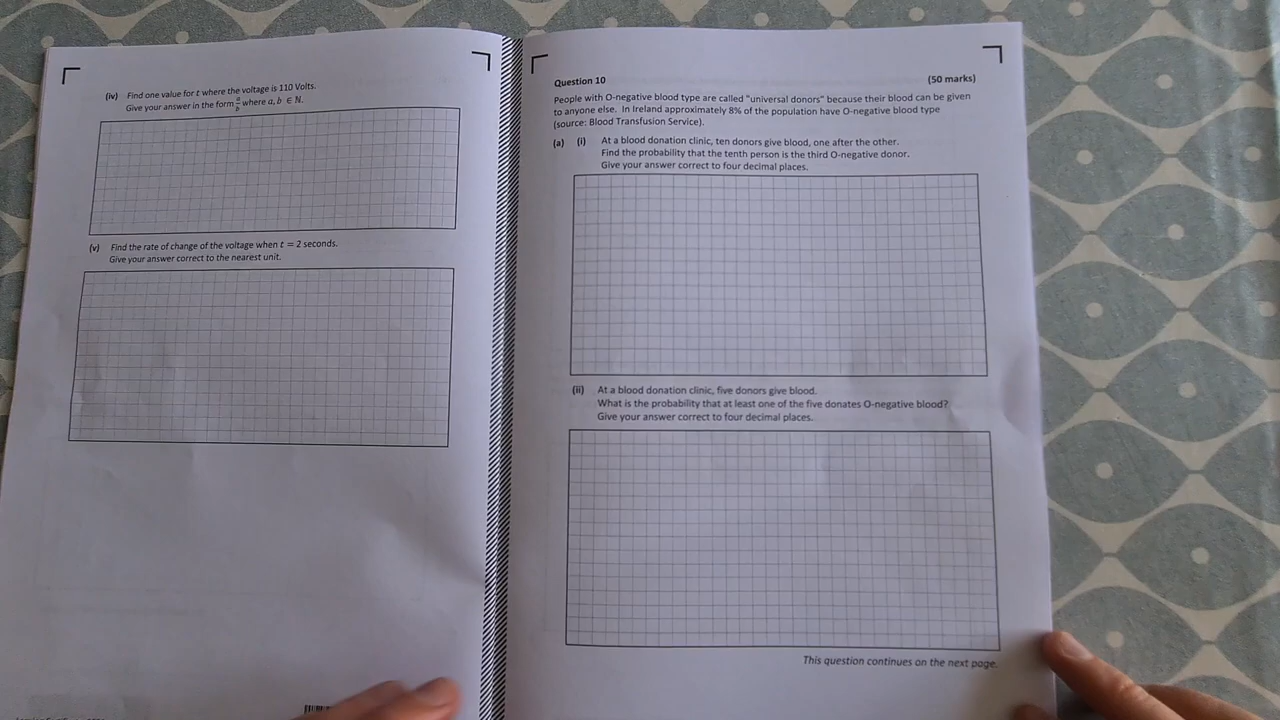 (iv) Find one value for t where the voltage is 110 Volts.
Give your answer in the form a/b where a, b ∈ ℕ.
(v) Find the rate of change of the voltage when t = 2 seconds.
Give your answer correct to the nearest unit.
Question 10 (50 marks)
People with O-negative blood type are called "universal donors" because their blood can be given
to anyone else. In Ireland approximately 8% of the population have O-negative blood type
(source: Blood Transfusion Service).
(a) (i) At a blood donation clinic, ten donors give blood, one after the other.
Find the probability that the tenth person is the third O-negative donor.
Give your answer correct to four decimal places.
(ii) At a blood donation clinic, five donors give blood.
What is the probability that at least one of the five donates O-negative blood?
Give your answer correct to four decimal places.
This question continues on the next page.